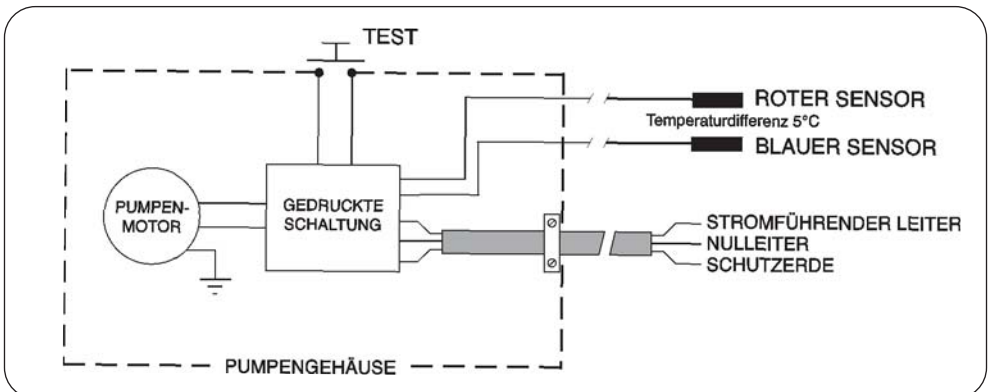 TEST
ROTER SENSOR
Temperaturdifferenz 5°C
BLAUER SENSOR
PUMPEN-
MOTOR
GEDRUCKTE
SCHALTUNG
STROMFÜHRENDER LEITER
NULLEITER
SCHUTZERDE
PUMPENGEHÄUSE